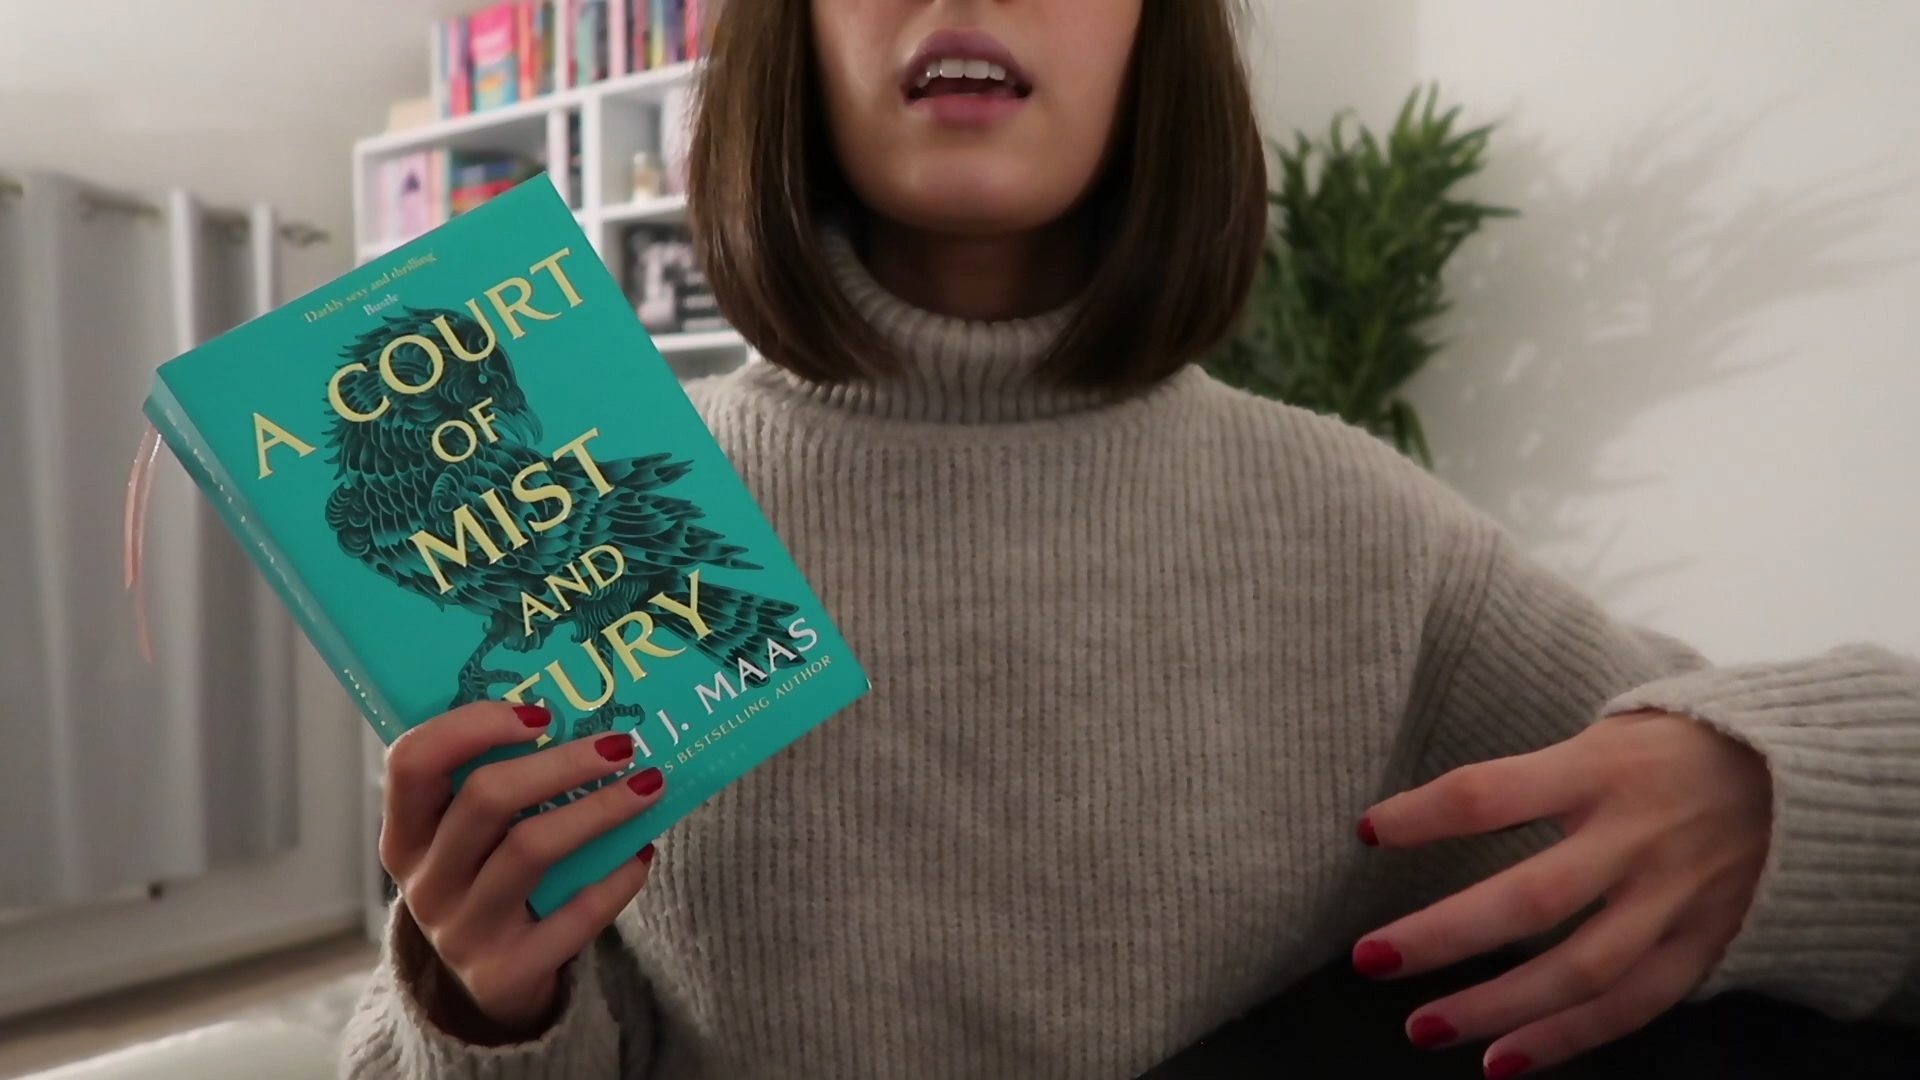 'Darkly sexy and thrilling
Bustle
A COURT
OF
MIST
AND
FURY
J. MAAS
BESTSELLING AUTHOR